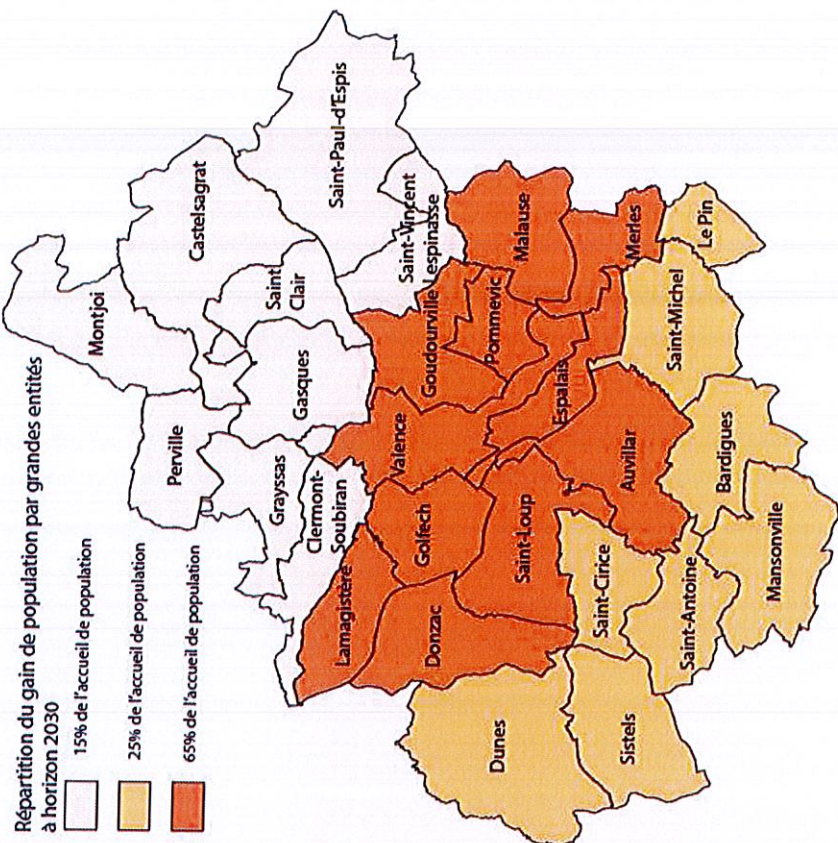 Répartition du gain de population par grandes entités
à horizon 2030
15% de l'accueil de population
25% de l'accueil de population
65% de l'accueil de population
Montjoi
Perville
Castelsagrat
Saint
Clair
Gasques
Grayssas
Clermont-
Soubiran
Saint-Paul-d'Espis
Saint-Vincent
Lespinasse
Lamagistère
Golfech
Valence
Goudourville
Pommevic
Malause
Donzac
Saint-Loup
Espalais
Merles
Auvillar
Le Pin
Saint-Michel
Dunes
Saint-Cirice
Bardigues
Sistels
Saint-Antoine
Mansonville